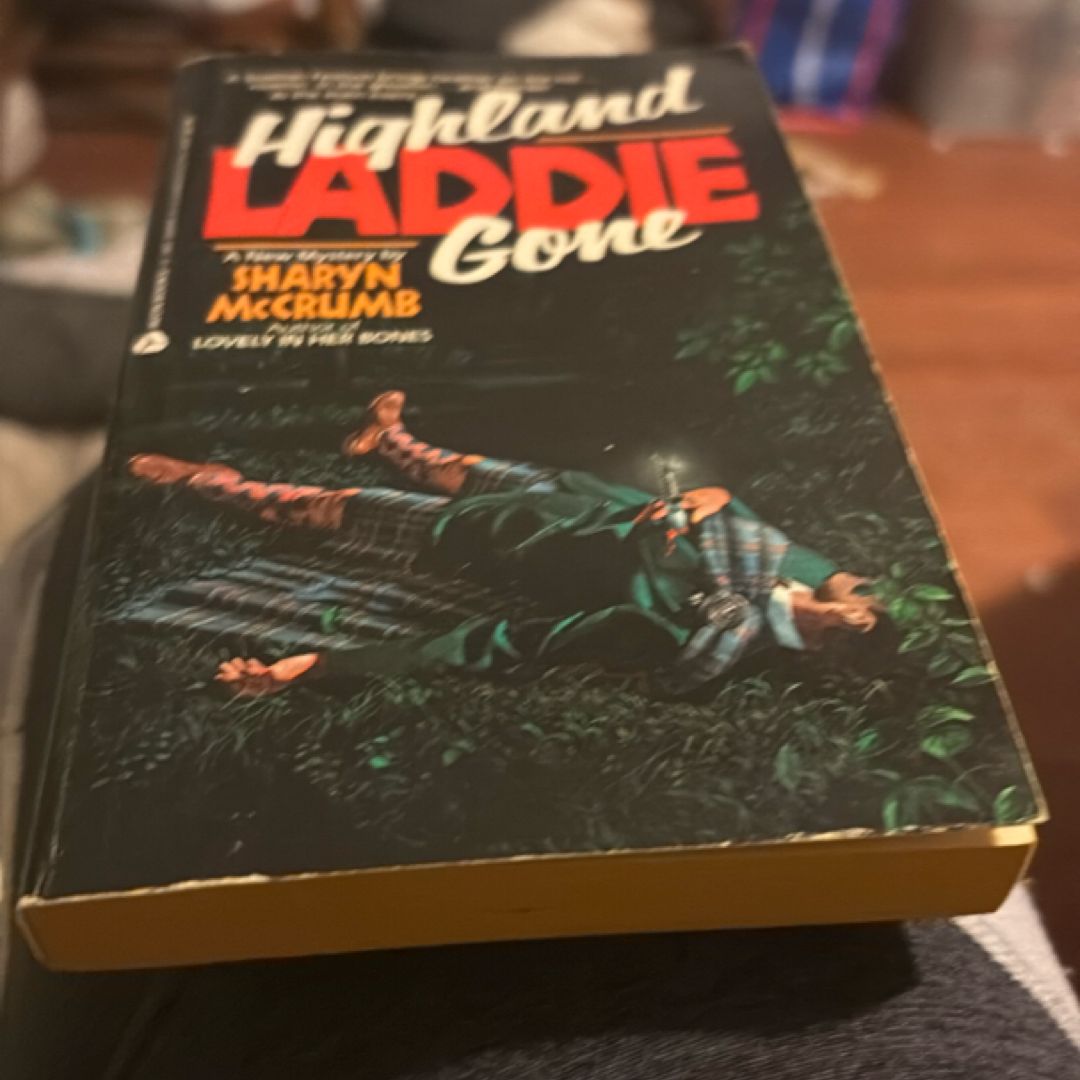 Highland
LADDIE
Gone
A New Mystery by
SHARYN
McCRUMB
Author of
LOVELY IN HER BONES